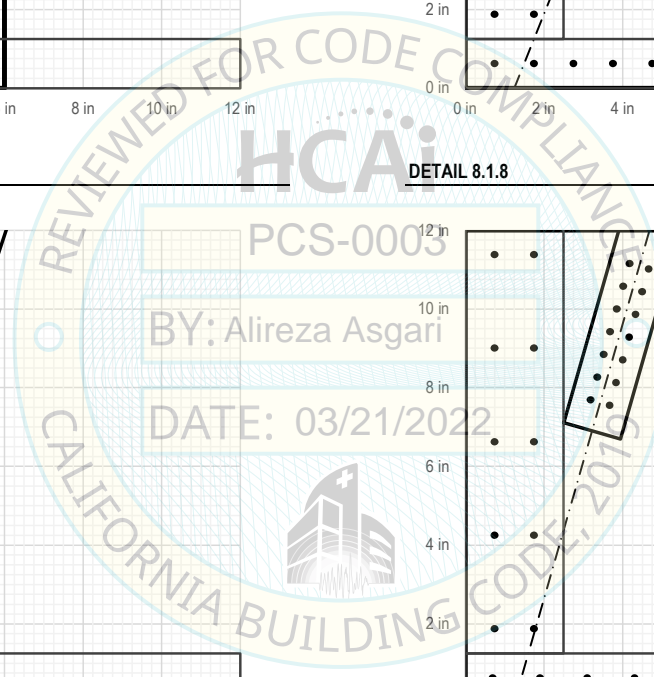 2 in
0 in
in 8 in 10 in 12 in
0 in 2 in 4 in
REVIEWED FOR CODE COMPLIANCE
HCAi
DETAIL 8.1.8
PCS-0003
12 in
BY: Alireza Asgari
10 in
8 in
DATE: 03/21/2022
6 in
4 in
2 in
CALIFORNIA BUILDING CODE, 2019